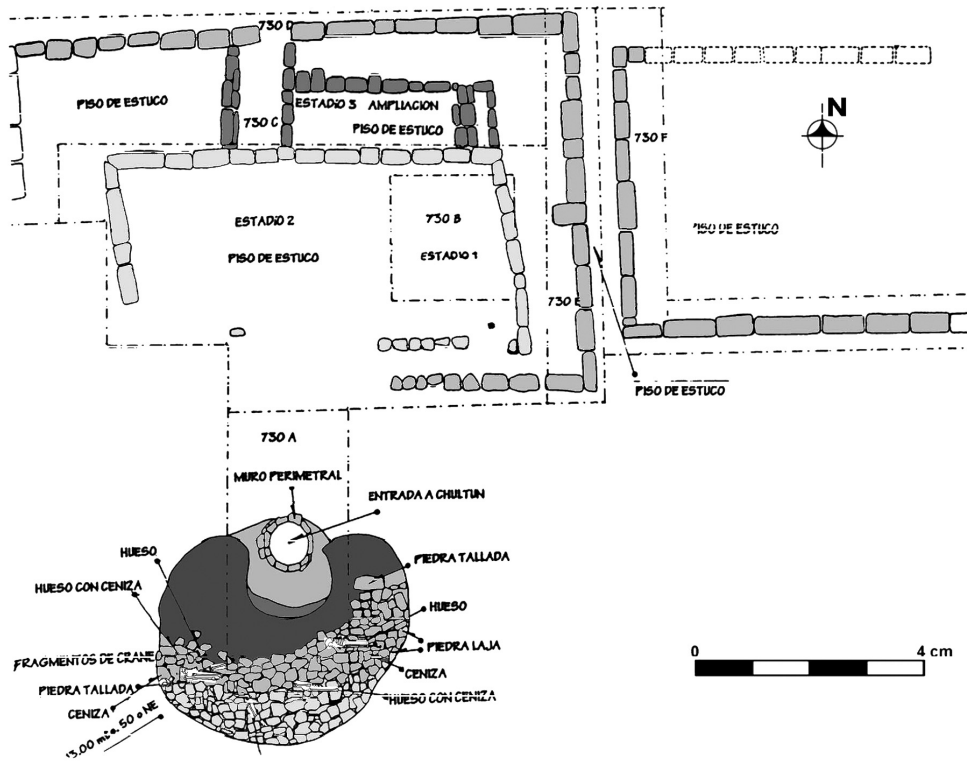 730 D
N
PISO DE ESTUCO
ESTADIO 3 AMPLIACION
730 C
PISO DE ESTUCO
730 F
ESTADIO 2
730 B
PISO DE ESTUCO
PISO DE ESTUCO
ESTADIO 1
730 E
PISO DE ESTUCO
730 A
MURO PERIMETRAL
ENTRADA A CHULTUN
HUESO
PIEDRA TALLADA
HUESO CON CENIZA
HUESO
PIEDRA LAJA
FRAGMENTOS DE CRANEO
CENIZA
PIEDRA TALLADA
HUESO CON CENIZA
CENIZA
0 4 cm